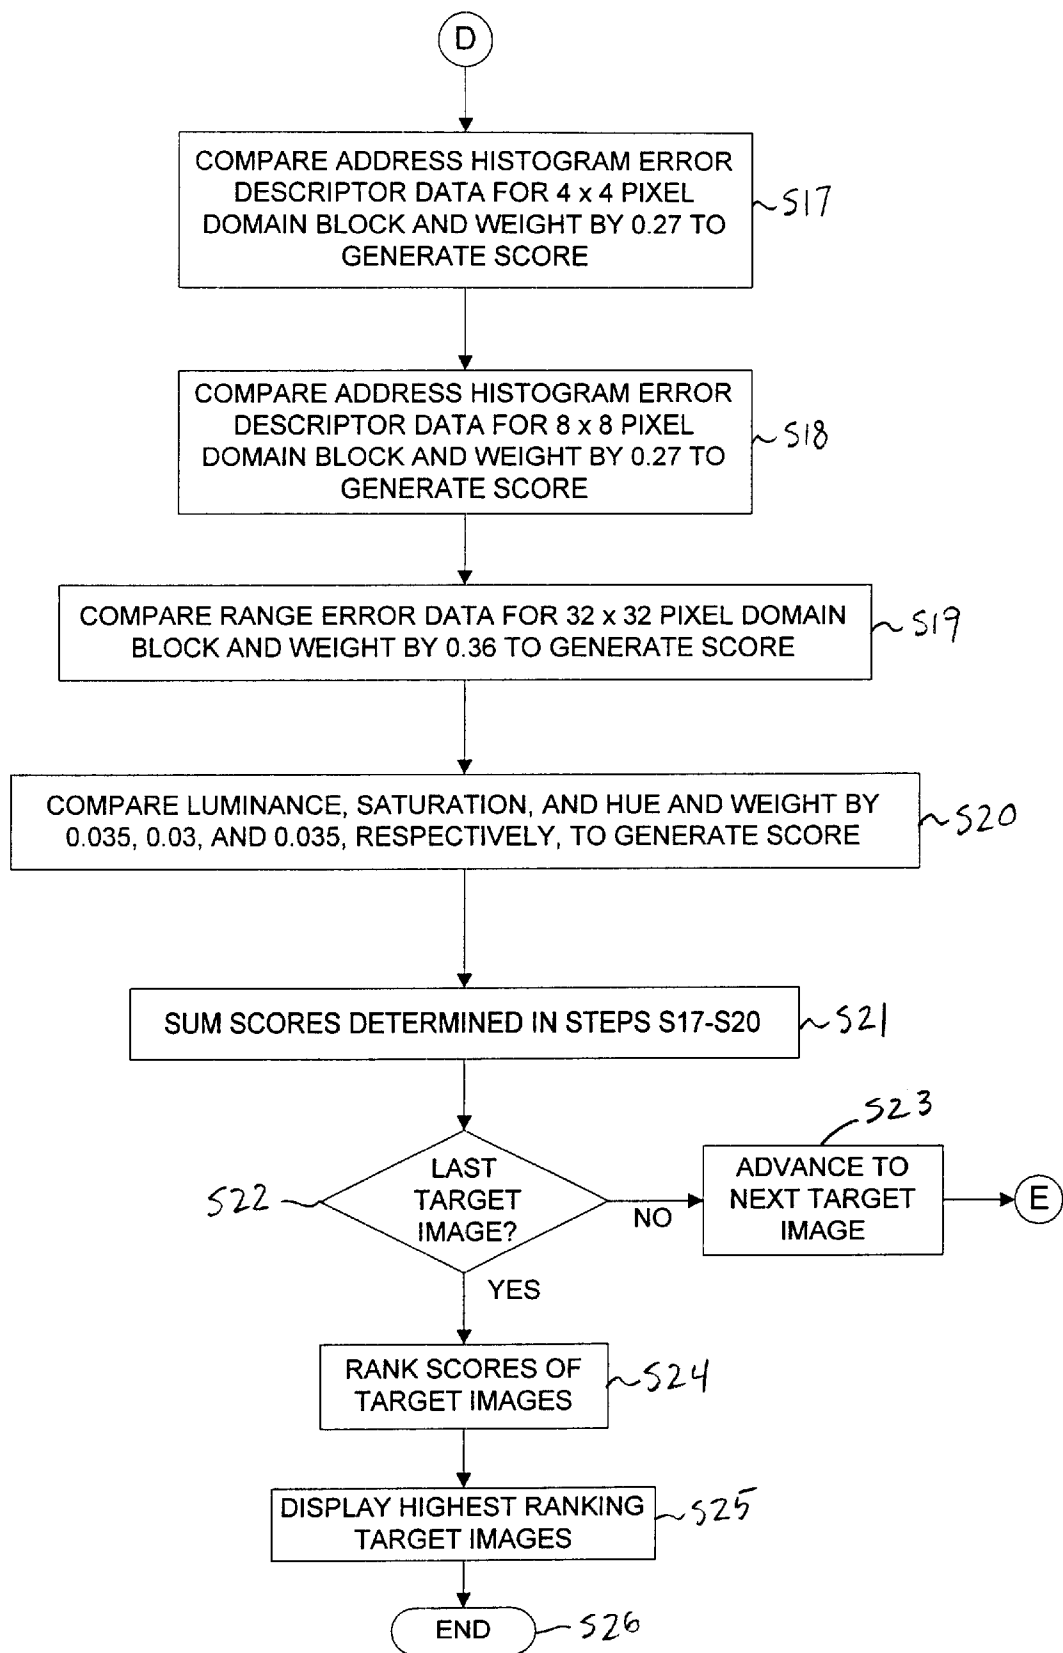 D
COMPARE ADDRESS HISTOGRAM ERROR
DESCRIPTOR DATA FOR 4 x 4 PIXEL
DOMAIN BLOCK AND WEIGHT BY 0.27 TO
GENERATE SCORE
S17
COMPARE ADDRESS HISTOGRAM ERROR
DESCRIPTOR DATA FOR 8 x 8 PIXEL
DOMAIN BLOCK AND WEIGHT BY 0.27 TO
GENERATE SCORE
S18
COMPARE RANGE ERROR DATA FOR 32 x 32 PIXEL DOMAIN
BLOCK AND WEIGHT BY 0.36 TO GENERATE SCORE
S19
COMPARE LUMINANCE, SATURATION, AND HUE AND WEIGHT BY
0.035, 0.03, AND 0.035, RESPECTIVELY, TO GENERATE SCORE
S20
SUM SCORES DETERMINED IN STEPS S17-S20
S21
LAST
TARGET
IMAGE?
S22
NO
S23
ADVANCE TO
NEXT TARGET
IMAGE
E
YES
RANK SCORES OF
TARGET IMAGES
S24
DISPLAY HIGHEST RANKING
TARGET IMAGES
S25
END
S26